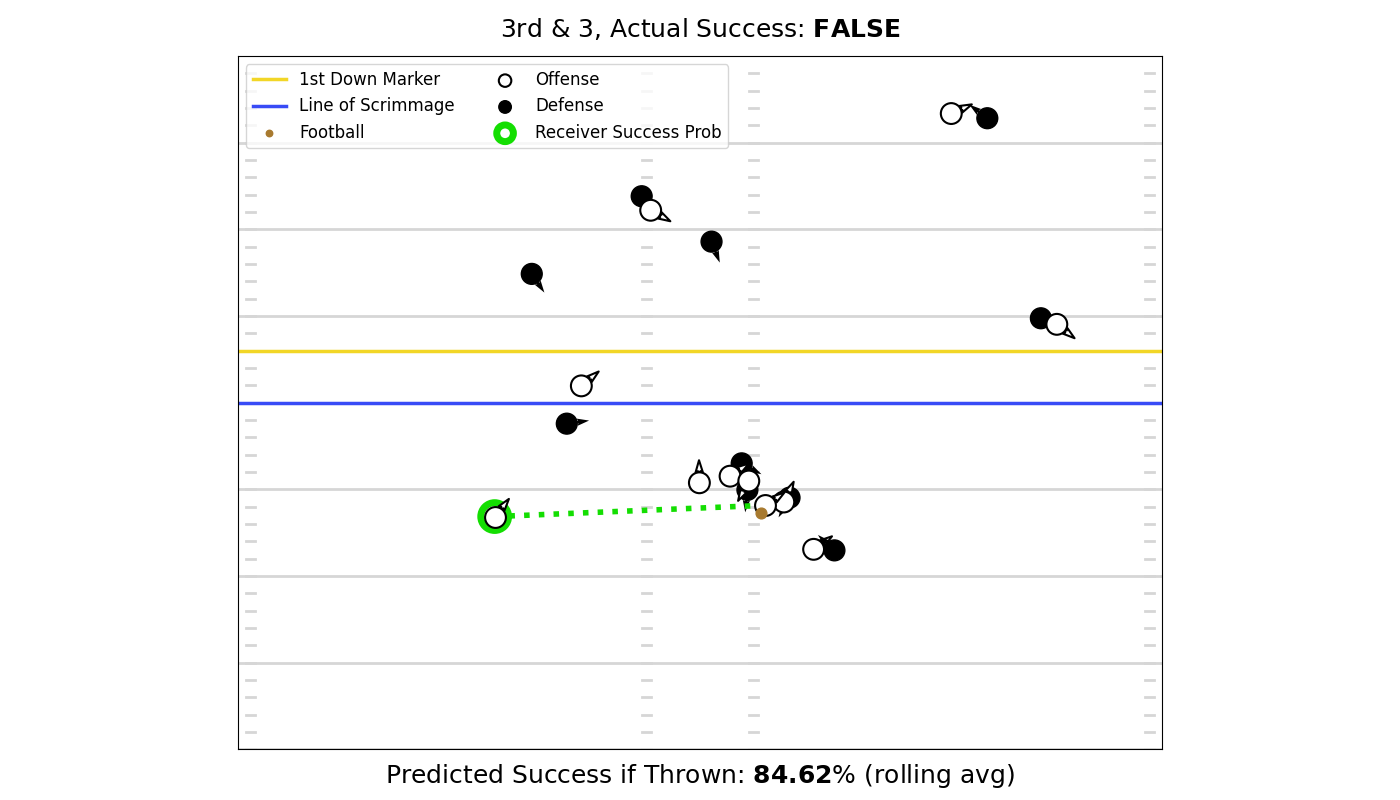 3rd & 3, Actual Success: FALSE
1st Down Marker
Line of Scrimmage
Football
Offense
Defense
Receiver Success Prob
Predicted Success if Thrown: 84.62% (rolling avg)